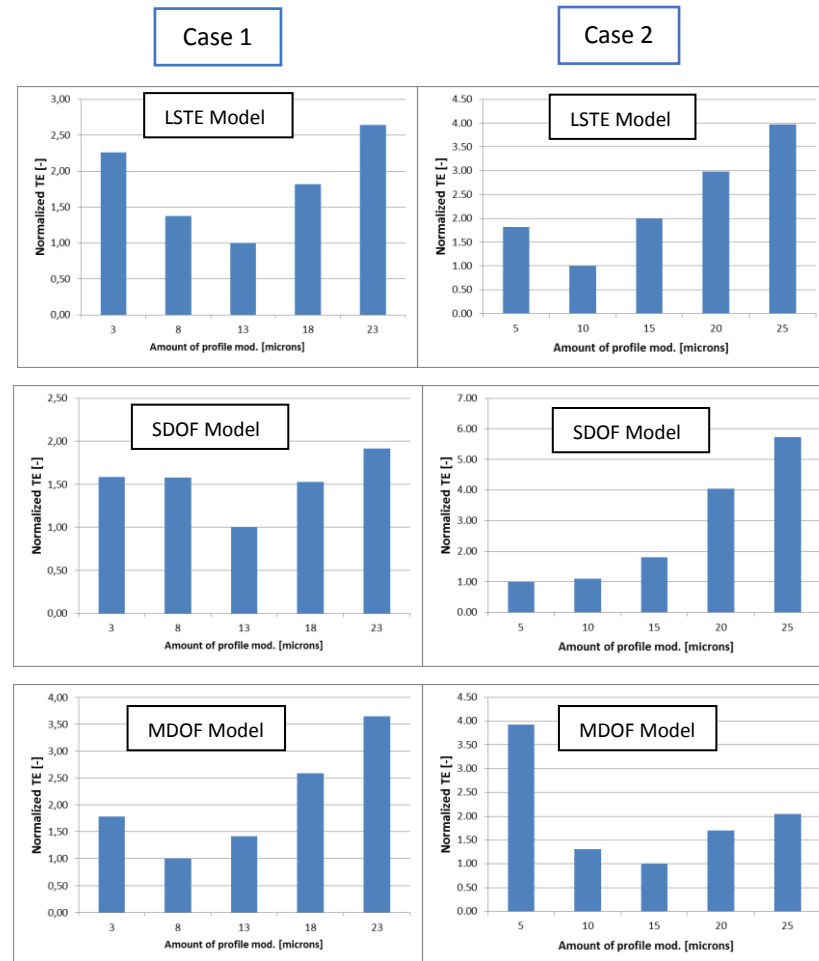 Case 1
Case 2
LSTE Model
Normalized TE [-]
3,00
2,50
2,00
1,50
1,00
0,50
0,00
3 8 13 18 23
Amount of profile mod. [microns]
LSTE Model
Normalized TE [-]
4.50
4.00
3.50
3.00
2.50
2.00
1.50
1.00
0.50
0.00
5 10 15 20 25
Amount of profile mod. [microns]
SDOF Model
Normalized TE [-]
2,50
2,00
1,50
1,00
0,50
0,00
3 8 13 18 23
Amount of profile mod. [microns]
SDOF Model
Normalized TE [-]
7.00
6.00
5.00
4.00
3.00
2.00
1.00
0.00
5 10 15 20 25
Amount of profile mod. [microns]
MDOF Model
Normalized TE [-]
4,00
3,50
3,00
2,50
2,00
1,50
1,00
0,50
0,00
3 8 13 18 23
Amount of profile mod. [microns]
MDOF Model
Normalized TE [-]
4.50
4.00
3.50
3.00
2.50
2.00
1.50
1.00
0.50
0.00
5 10 15 20 25
Amount of profile mod. [microns]